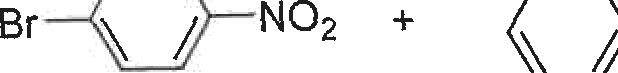 Br NO₂ +